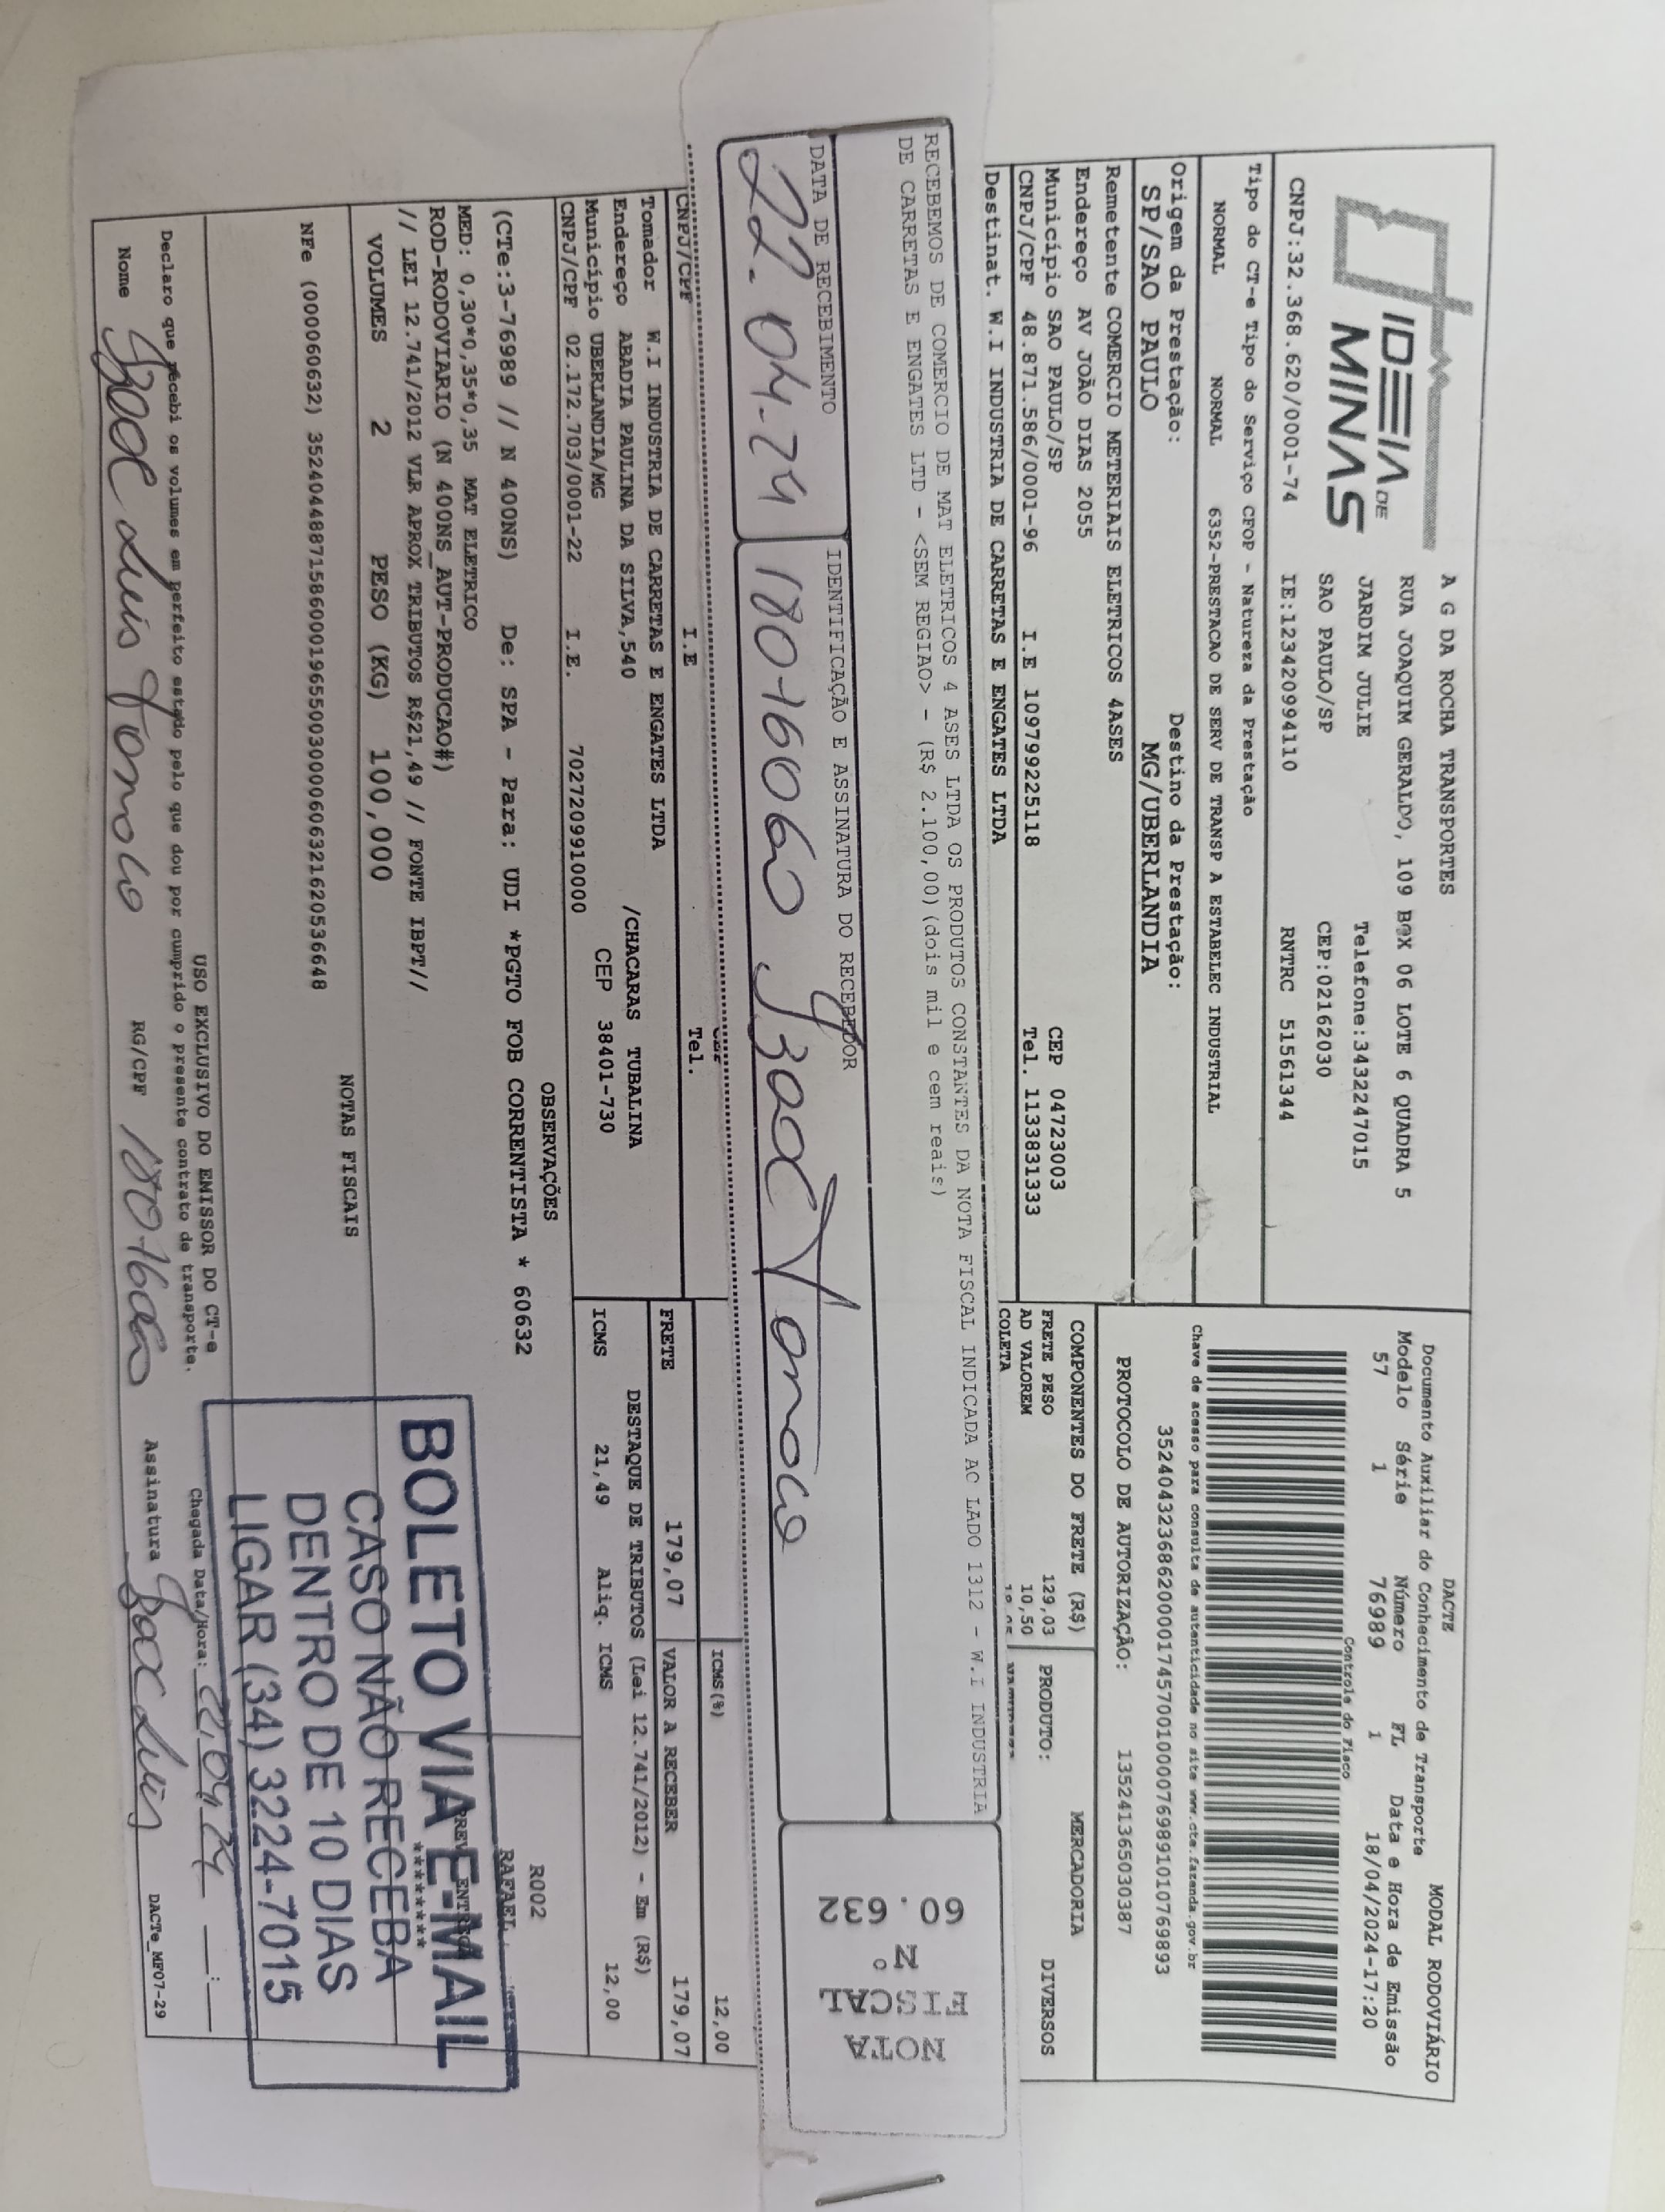 IDEIA DE
MINAS
A G DA ROCHA TRANSPORTES
RUA JOAQUIM GERALDO, 109 BOX 06 LOTE 6 QUADRA 5
JARDIM JULIE Telefone:3432247015
SAO PAULO/SP CEP:02162030
CNPJ:32.368.620/0001-74 IE:123420994110 RNTRC 51561344
Tipo do CT-e Tipo do Serviço CFOP - Natureza da Prestação
NORMAL NORMAL 6352-PRESTACAO DE SERV DE TRANSP A ESTABELEC INDUSTRIAL
Origem da Prestação: Destino da Prestação:
SP/SAO PAULO MG/UBERLANDIA
Remetente COMERCIO METERIAIS ELETRICOS 4ASES
Endereço AV JOÃO DIAS 2055
Município SAO PAULO/SP CEP 04723003
CNPJ/CPF 48.871.586/0001-96 I.E 109799225118 Tel. 1133831333
Destinat. W.I INDUSTRIA DE CARRETAS E ENGATES LTDA
DACTE MODAL RODOVIÁRIO
Documento Auxiliar do Conhecimento de Transporte
Modelo Série Número FL Data e Hora de Emissão
57 1 76989 1 18/04/2024-17:20
Controle do Fisco
Chave de acesso para consulta de autenticidade no site www.cte.fazenda.gov.br
35240432368620000174570010000769891010769893
PROTOCOLO DE AUTORIZAÇÃO: 135241365030387
COMPONENTES DO FRETE (R$) MERCADORIA
FRETE PESO 129,03 PRODUTO: DIVERSOS
AD VALOREM 10,50
COLETA
RECEBEMOS DE COMERCIO DE MAT ELETRICOS 4 ASES LTDA OS PRODUTOS CONSTANTES DA NOTA FISCAL INDICADA AC LADO 1312 - W.I INDUSTRIA
DE CARRETAS E ENGATES LTD - <SEM REGIAO> - (R$ 2.100,00) (dois mil e cem reais)
DATA DE RECEBIMENTO IDENTIFICAÇÃO E ASSINATURA DO RECEBEDOR
22.04.24
NOTA
FISCAL
Nº
60.632
CNPJ/CPF I.E Tel.
ICMS(%) 12,00
Tomador W.I INDUSTRIA DE CARRETAS E ENGATES LTDA
Endereço ABADIA PAULINA DA SILVA,540 /CHACARAS TUBALINA
Município UBERLANDIA/MG CEP 38401-730
CNPJ/CPF 02.172.703/0001-22 I.E. 7027209910000
FRETE 179,07 VALOR A RECEBER 179,07
DESTAQUE DE TRIBUTOS (Lei 12.741/2012) - Em (R$)
ICMS 21,49 Aliq. ICMS 12,00
OBSERVAÇÕES
(CTe:3-76989 // N 400NS) De: SPA - Para: UDI *PGTO FOB CORRENTISTA * 60632
MED: 0,30*0,35*0,35 MAT ELETRICO
ROD-RODOVIARIO (N 400NS_AUT-PRODUCAO#)
// LEI 12.741/2012 VLR APROX TRIBUTOS R$21,49 // FONTE IBPT//
R002
RAFAEL
VOLUMES 2 PESO (KG) 100,000
NOTAS FISCAIS
NFe (000060632) 35240448871586000196550030000606321620536648
BOLETO VIA E-MAIL
CASO NÃO RECEBA
DENTRO DE 10 DIAS
LIGAR (34) 3224-7015
USO EXCLUSIVO DO EMISSOR DO CT-e
Declaro que recebi os volumes em perfeito estado pelo que dou por cumprido o presente contrato de transporte.
Chegada Data/Hora: 22.04.24
Nome RG/CPF Assinatura
DACTe_MF07-29